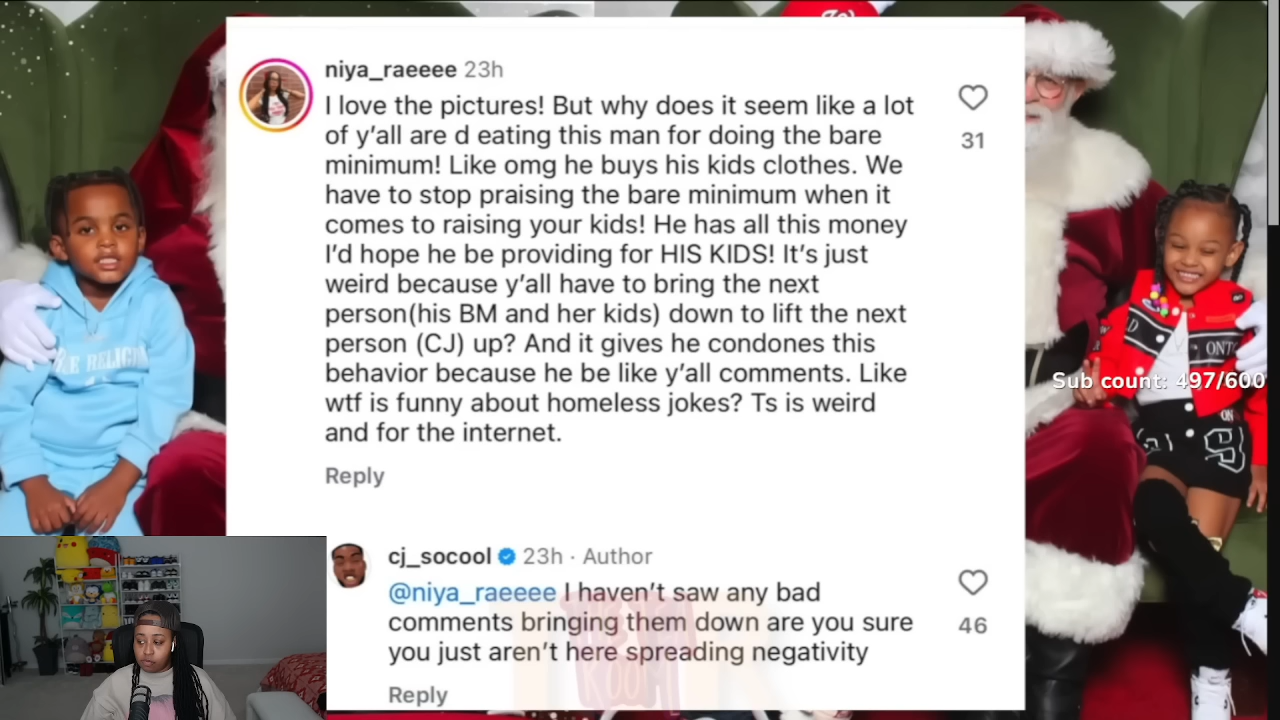 niya_raeeee 23h
I love the pictures! But why does it seem like a lot
of y’all are d eating this man for doing the bare
minimum! Like omg he buys his kids clothes. We
have to stop praising the bare minimum when it
comes to raising your kids! He has all this money
I’d hope he be providing for HIS KIDS! It’s just
weird because y’all have to bring the next
person(his BM and her kids) down to lift the next
person (CJ) up? And it gives he condones this
behavior because he be like y’all comments. Like
wtf is funny about homeless jokes? Ts is weird
and for the internet.
31
Reply
cj_socool 23h · Author
@niya_raeeee I haven’t saw any bad
comments bringing them down are you sure
you just aren’t here spreading negativity
46
Reply
Sub count: 497/600
ROOM